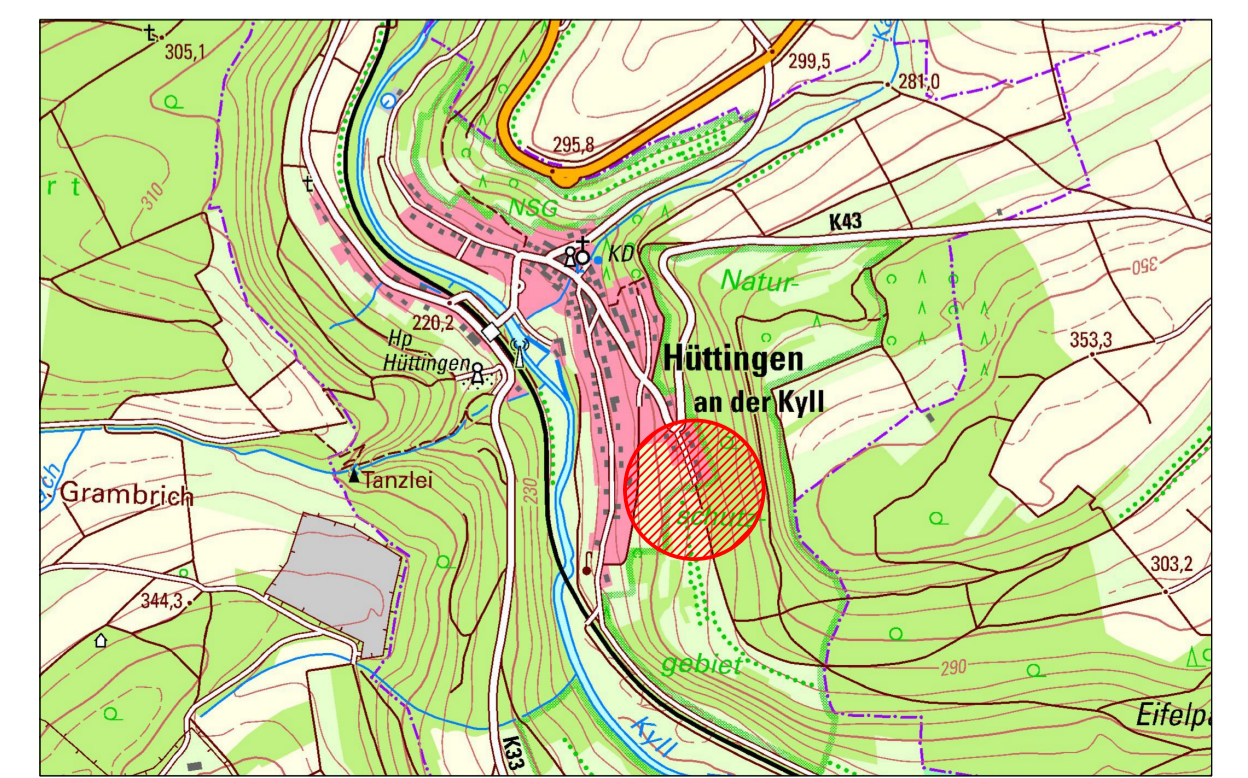 305,1
299,5
281,0
295,8
r t
310
NSG
K43
KD
Natur-
350
220,2
Hp
Hüttingen
353,3
Hüttingen
an der Kyll
Tanzlei
230
Grambrich
schutz-
303,2
344,3
gebiet
290
Eifelp
Kyll
K33